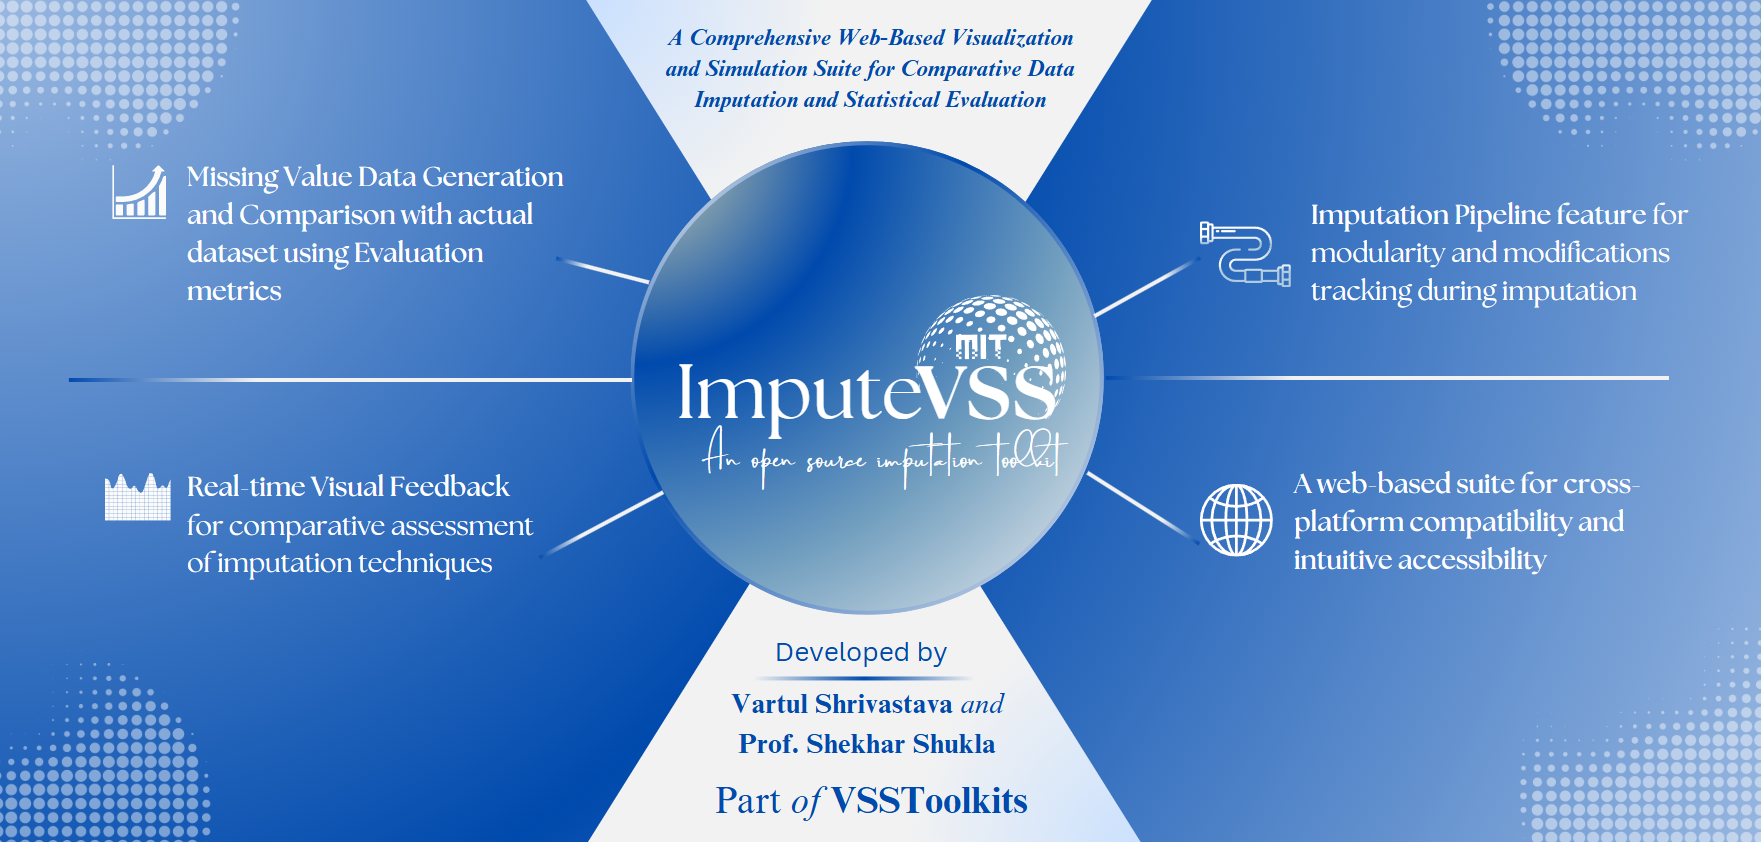 A Comprehensive Web-Based Visualization
and Simulation Suite for Comparative Data
Imputation and Statistical Evaluation
Missing Value Data Generation
and Comparison with actual
dataset using Evaluation
metrics
Real-time Visual Feedback
for comparative assessment
of imputation techniques
MIT
ImputeVSS
An open source imputation toolkit
Imputation Pipeline feature for
modularity and modifications
tracking during imputation
A web-based suite for cross-
platform compatibility and
intuitive accessibility
Developed by
Vartul Shrivastava and
Prof. Shekhar Shukla
Part of VSSToolkits